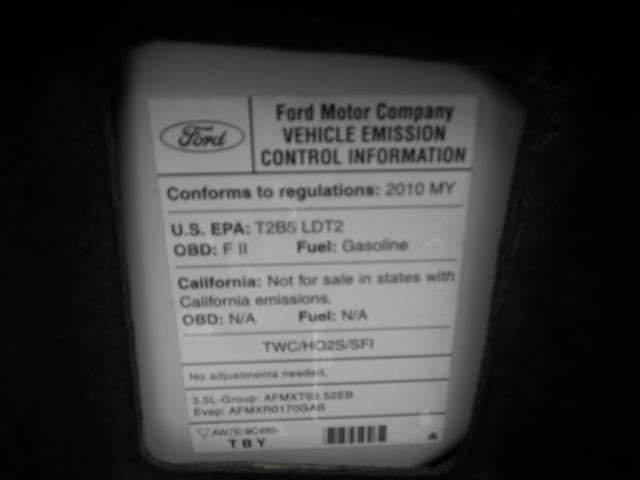 Ford
Ford Motor Company
VEHICLE EMISSION
CONTROL INFORMATION
Conforms to regulations: 2010 MY
U.S. EPA: T2B5 LDT2
OBD: F II Fuel: Gasoline
California: Not for sale in states with
California emissions.
OBD: N/A Fuel: N/A
TWC/HO2S/SFI
No adjustments needed.
3.5L-Group: AFMXT03.52EB
Evap: AFMXR0170GAB
AW7E-9C485-
TBY